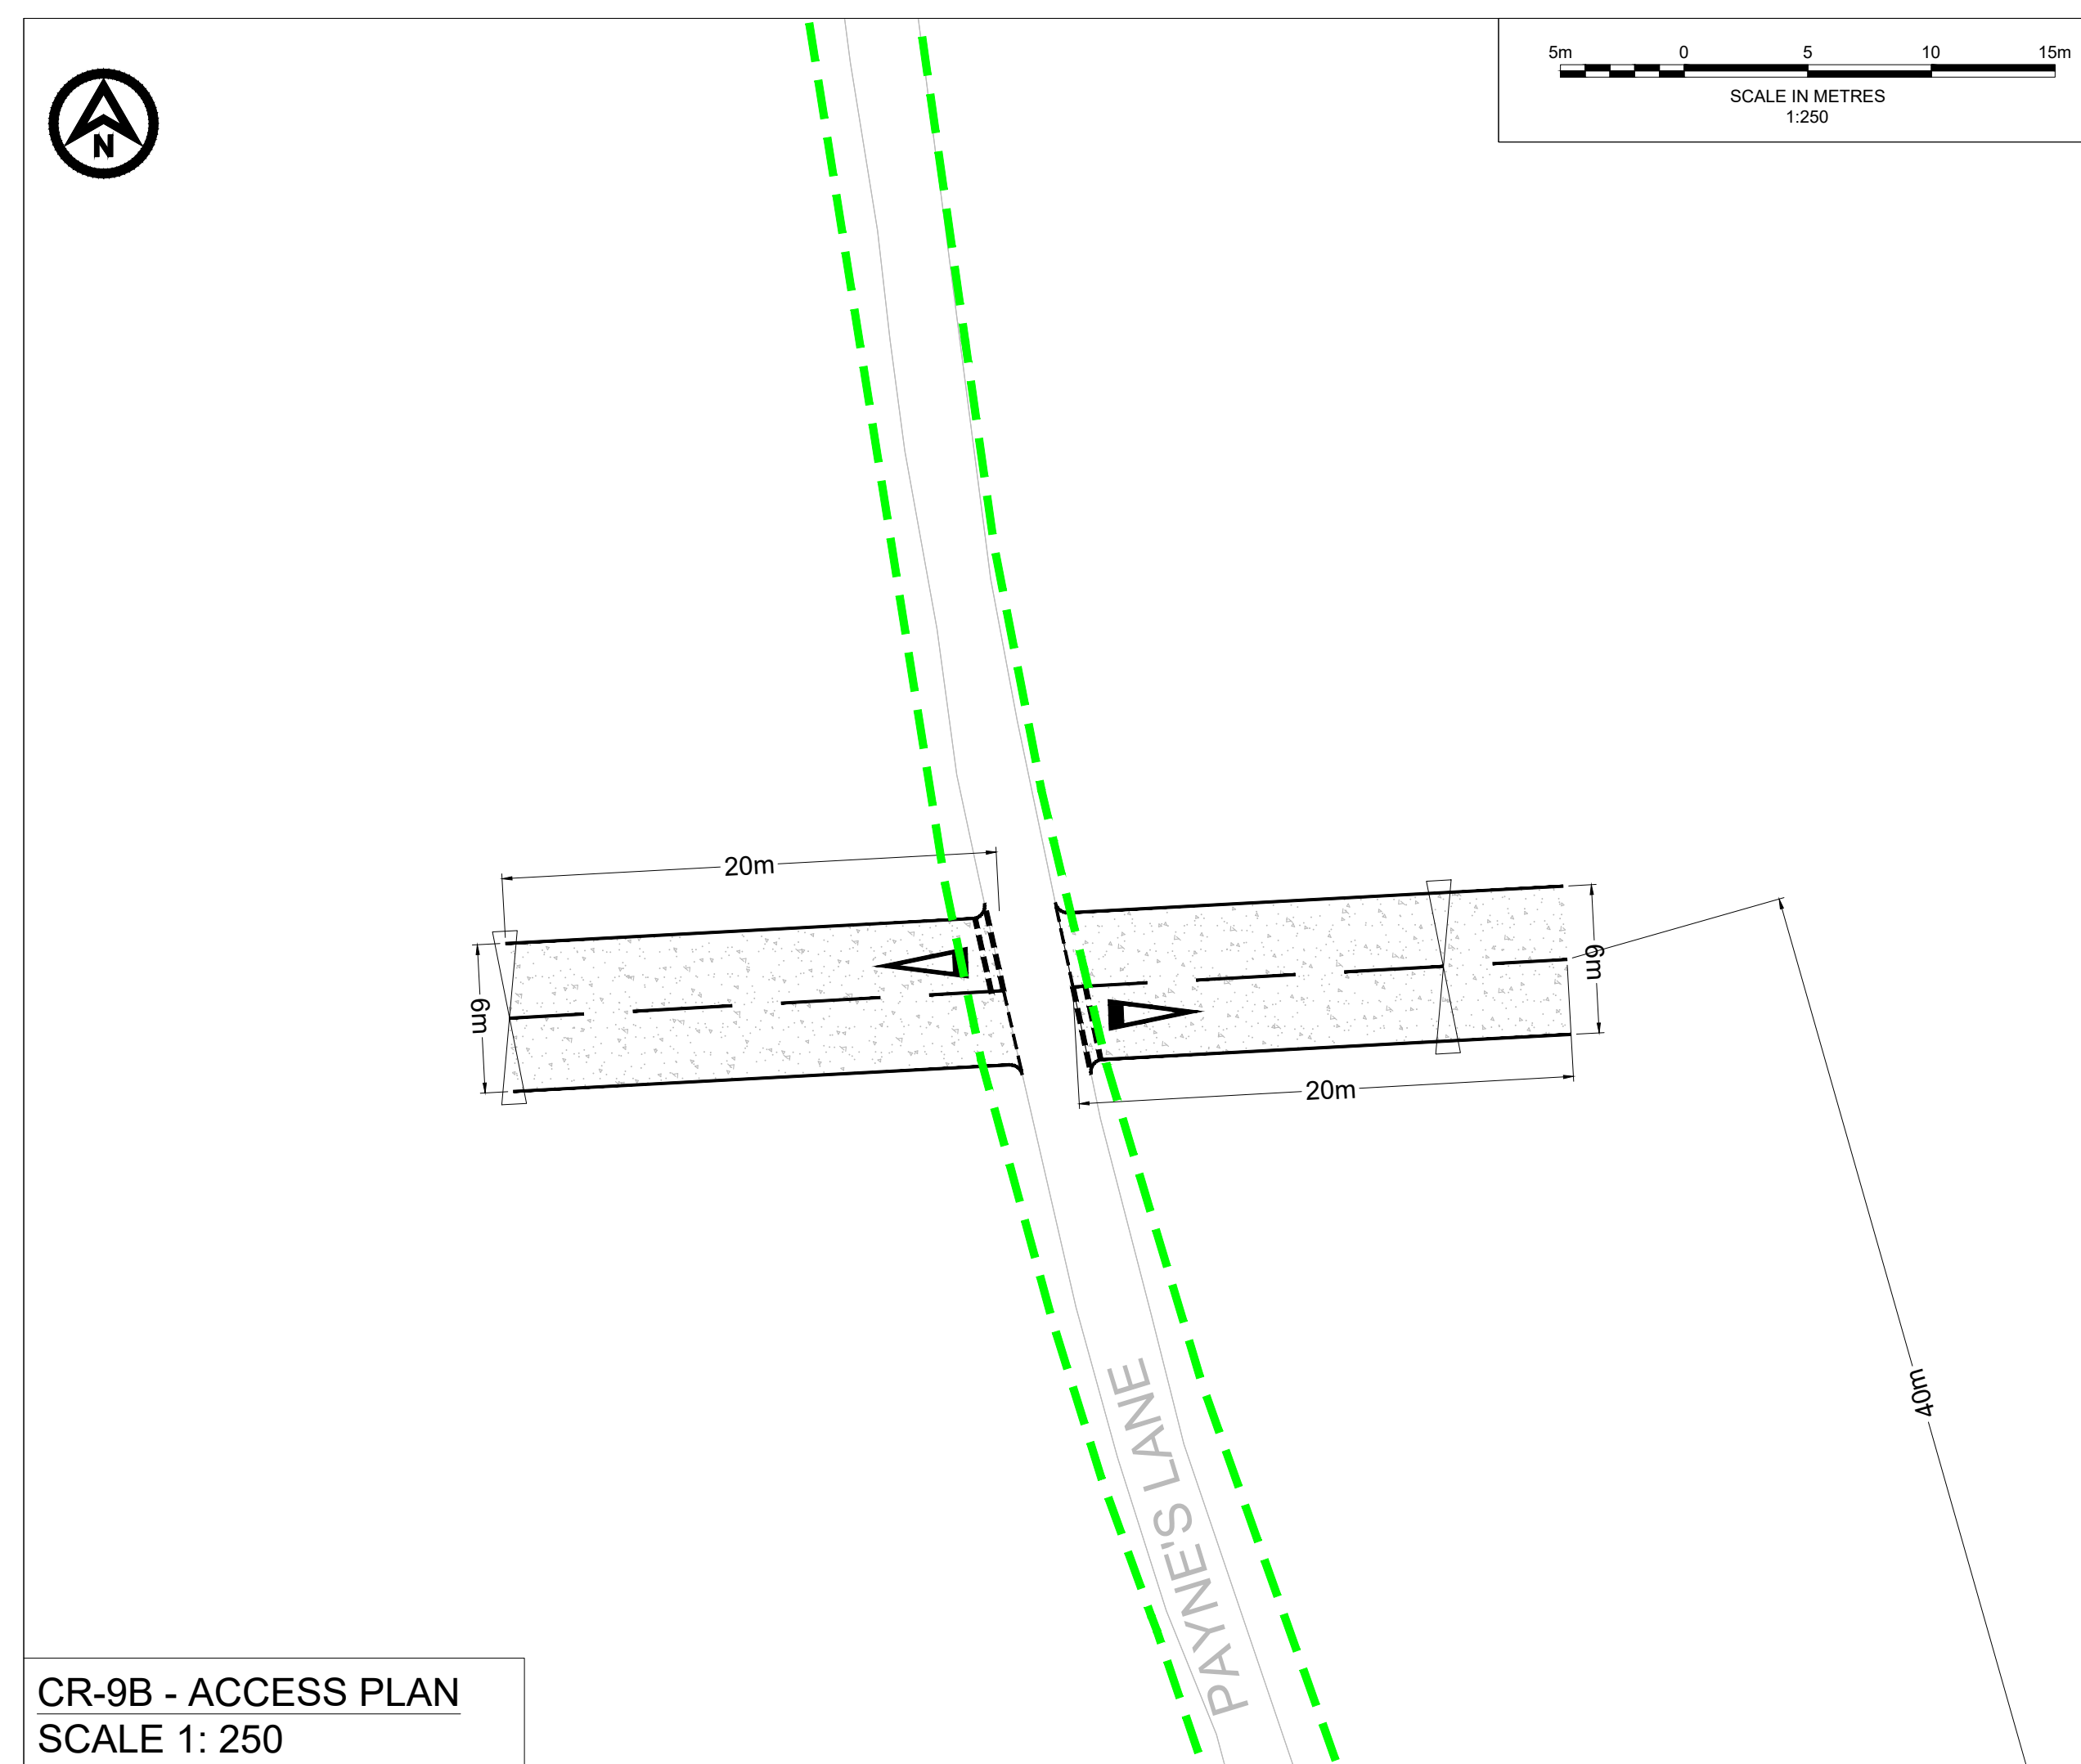 N
5m 0 5 10 15m
SCALE IN METRES
1:250
20m
6m
6m
20m
40m
PAYNE'S LANE
CR-9B - ACCESS PLAN
SCALE 1: 250